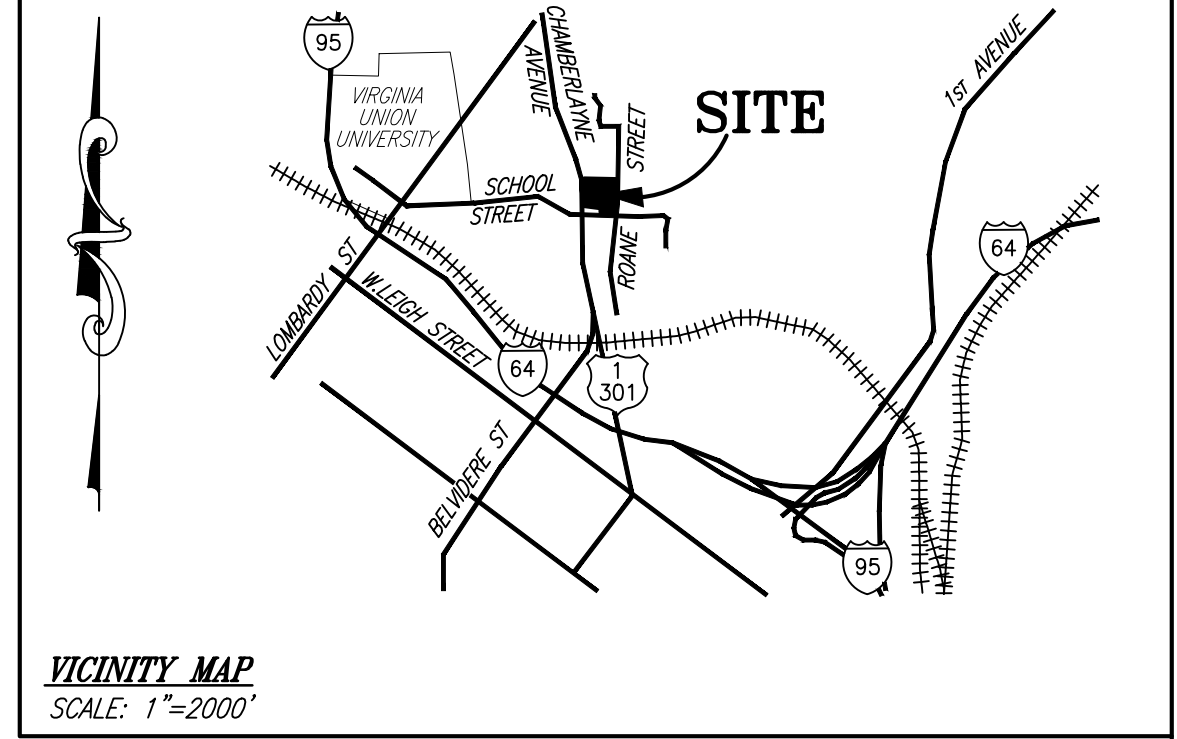 95
VIRGINIA
UNION
UNIVERSITY
CHAMBERLAYNE
AVENUE
STREET
SITE
1ST AVENUE
SCHOOL
STREET
ROANE
64
LOMBARDY ST
W.LEIGH STREET
64
1
301
BELVIDERE ST
95
VICINITY MAP
SCALE: 1"=2000'